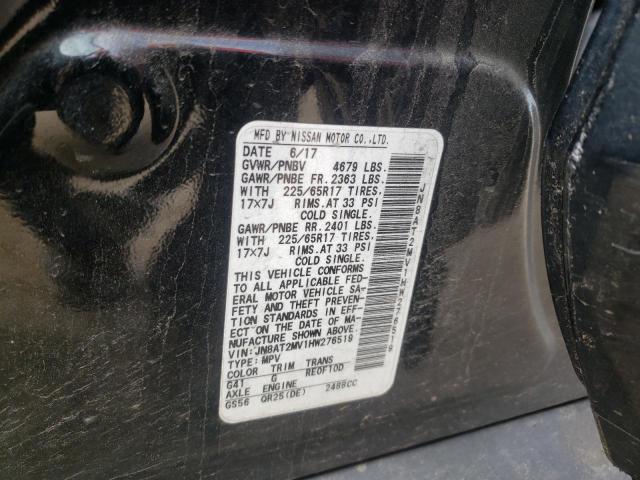 MFD BY NISSAN MOTOR CO.,LTD.
DATE 6/17
GVWR/PNBV 4679 LBS.
GAWR/PNBE FR. 2363 LBS
WITH 225/65R17 TIRES.
17X7J RIMS.AT 33 PSI
COLD SINGLE.
GAWR/PNBE RR. 2401 LBS.
WITH 225/65R17 TIRES.
17X7J RIMS.AT 33 PSI
COLD SINGLE.
THIS VEHICLE CONFORMS
TO ALL APPLICABLE FED-
ERAL MOTOR VEHICLE SA-
FETY AND THEFT PREVEN-
TION STANDARDS IN EFF-
ECT ON THE DATE OF MA-
NUFACTURE SHOWN ABOVE.
VIN: JN8AT2MV1HW276519
TYPE: MPV
COLOR TRIM TRANS
G41 G RE0F10D
AXLE ENGINE
GS56 QR25(DE) 2488CC
JN8AT2MV1HW276519